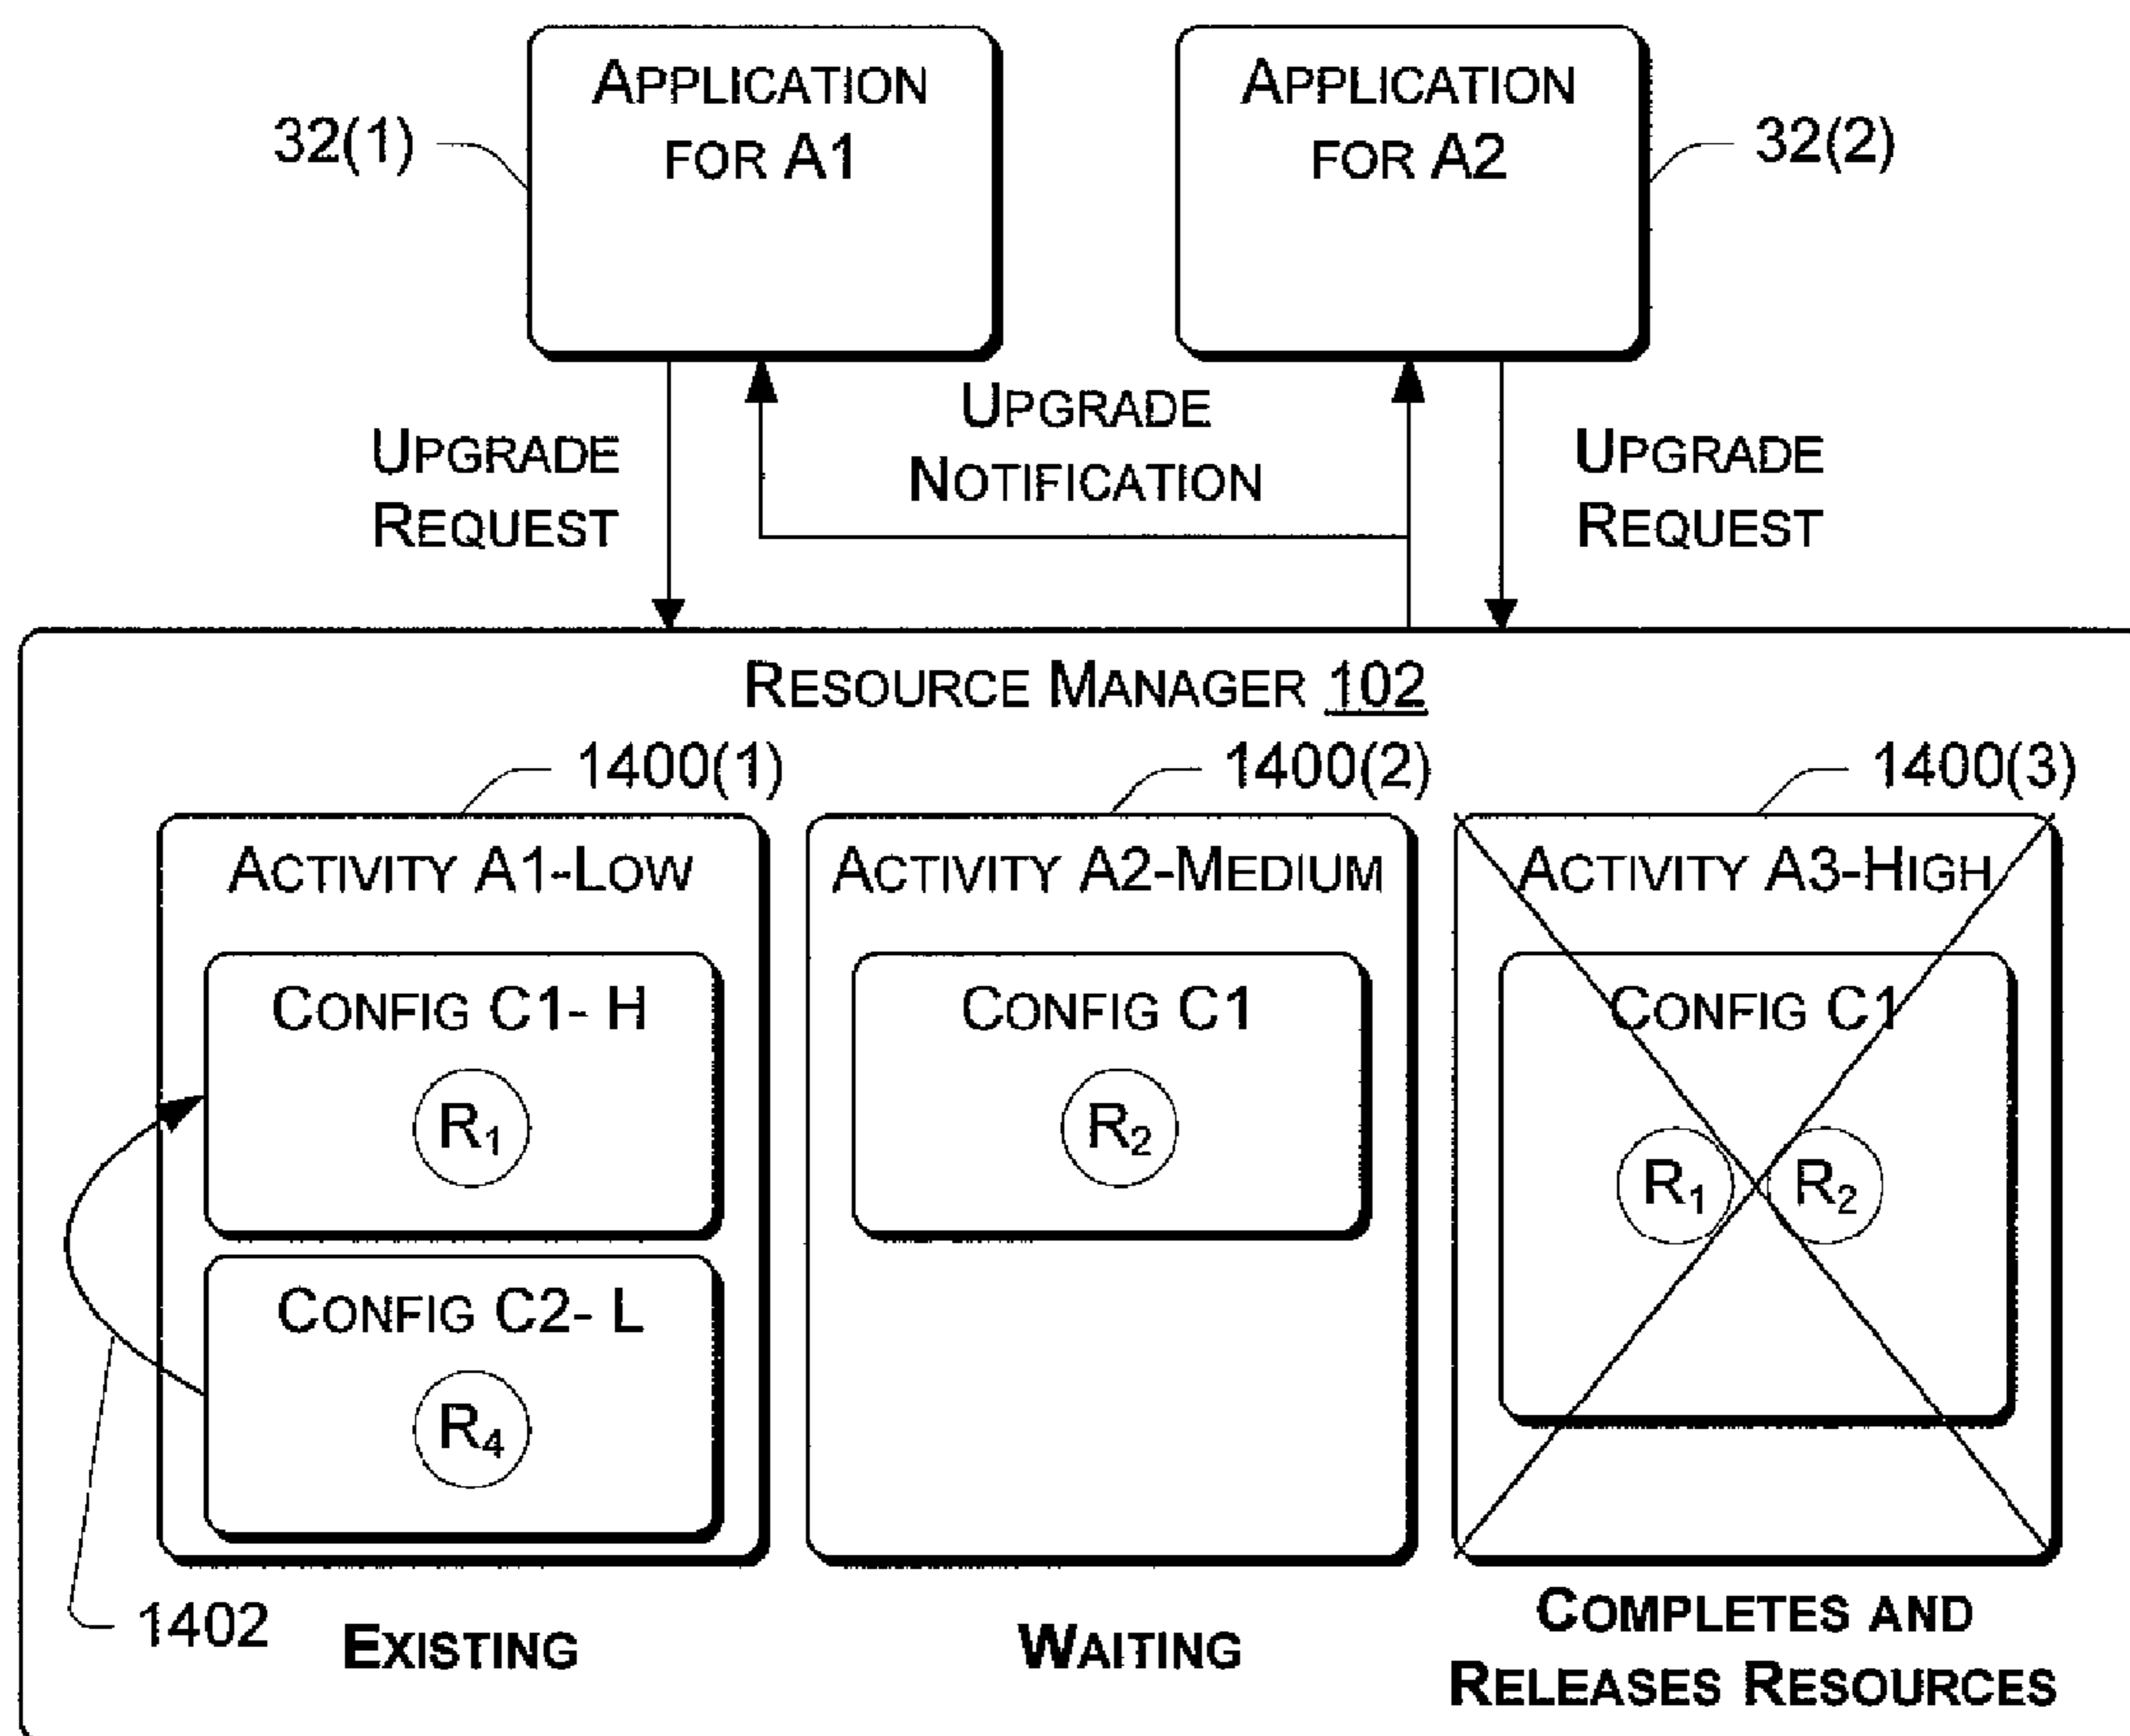 APPLICATION
FOR A1
APPLICATION
FOR A2
32(1)
32(2)
UPGRADE
REQUEST
UPGRADE
NOTIFICATION
UPGRADE
REQUEST
RESOURCE MANAGER 102
1400(1)
1400(2)
1400(3)
ACTIVITY A1-LOW
ACTIVITY A2-MEDIUM
ACTIVITY A3-HIGH
CONFIG C1- H
CONFIG C1
CONFIG C1
R1
R2
R1
R2
CONFIG C2- L
R4
1402
EXISTING
WAITING
COMPLETES AND
RELEASES RESOURCES